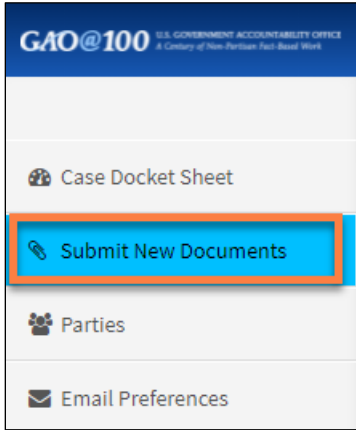 GAO@100 U.S. GOVERNMENT ACCOUNTABILITY OFFICE
A Century of Non-Partisan Fact-Based Work
Case Docket Sheet
Submit New Documents
Parties
Email Preferences